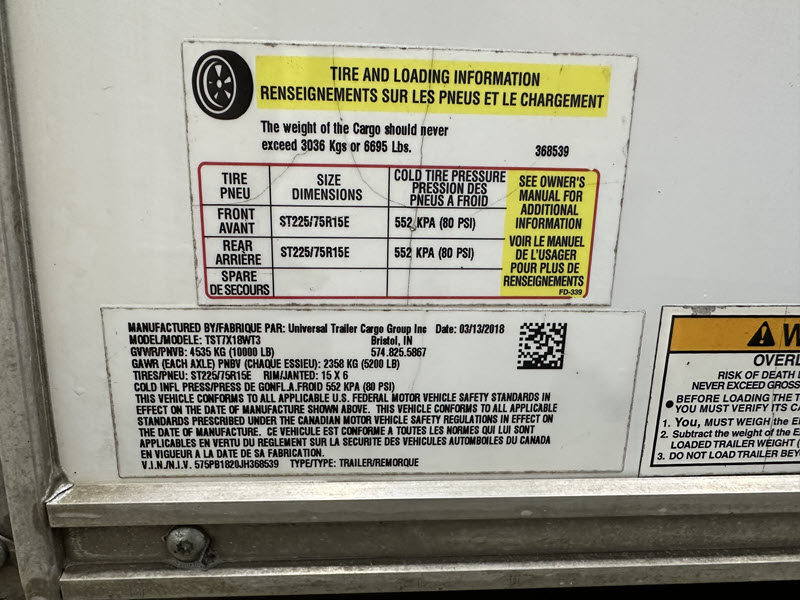 TIRE AND LOADING INFORMATION
RENSEIGNEMENTS SUR LES PNEUS ET LE CHARGEMENT
The weight of the Cargo should never
exceed 3036 Kgs or 6695 Lbs.
368539
TIRE PNEU SIZE DIMENSIONS COLD TIRE PRESSURE PRESSION DES PNEUS A FROID
FRONT AVANT ST225/75R15E 552 KPA (80 PSI)
REAR ARRIÈRE ST225/75R15E 552 KPA (80 PSI)
SPARE DE SECOURS
SEE OWNER'S
MANUAL FOR
ADDITIONAL
INFORMATION
VOIR LE MANUEL
DE L'USAGER
POUR PLUS DE
RENSEIGNEMENTS
FD-339
MANUFACTURED BY/FABRIQUE PAR: Universal Trailer Cargo Group Inc Date: 03/13/2018
MODEL/MODELE: TST7X18WT3 Bristol, IN
GVWR/PNVB: 4535 KG (10000 LB) 574.825.5867
GAWR (EACH AXLE) PNBV (CHAQUE ESSIEU): 2358 KG (5200 LB)
TIRES/PNEU: ST225/75R15E RIM/JANTED: 15 X 6
COLD INFL PRESS/PRESS DE GONFL.A.FROID 552 KPA (80 PSI)
THIS VEHICLE CONFORMS TO ALL APPLICABLE U.S. FEDERAL MOTOR VEHICLE SAFETY STANDARDS IN
EFFECT ON THE DATE OF MANUFACTURE SHOWN ABOVE. THIS VEHICLE CONFORMS TO ALL APPLICABLE
STANDARDS PRESCRIBED UNDER THE CANADIAN MOTOR VEHICLE SAFETY REGULATIONS IN EFFECT ON
THE DATE OF MANUFACTURE. CE VEHICULE EST CONFORME A TOUTES LES NORMES QUI LUI SONT
APPLICABLES EN VERTU DU REGLEMENT SUR LA SECURITE DES VEHICULES AUTOMBOILES DU CANADA
EN VIGUEUR A LA DATE DE SA FABRICATION.
V.I.N./N.I.V. 575PB1820JH368539 TYPE/TYPE: TRAILER/REMORQUE
W
OVERL
RISK OF DEATH
NEVER EXCEED GROSS
● BEFORE LOADING THE T
YOU MUST VERIFY ITS CA
1. YOU, MUST WEIGH the E
2. Subtract the weight of the E
LOADED TRAILER WEIGHT (
3. DO NOT LOAD TRAILER BEY